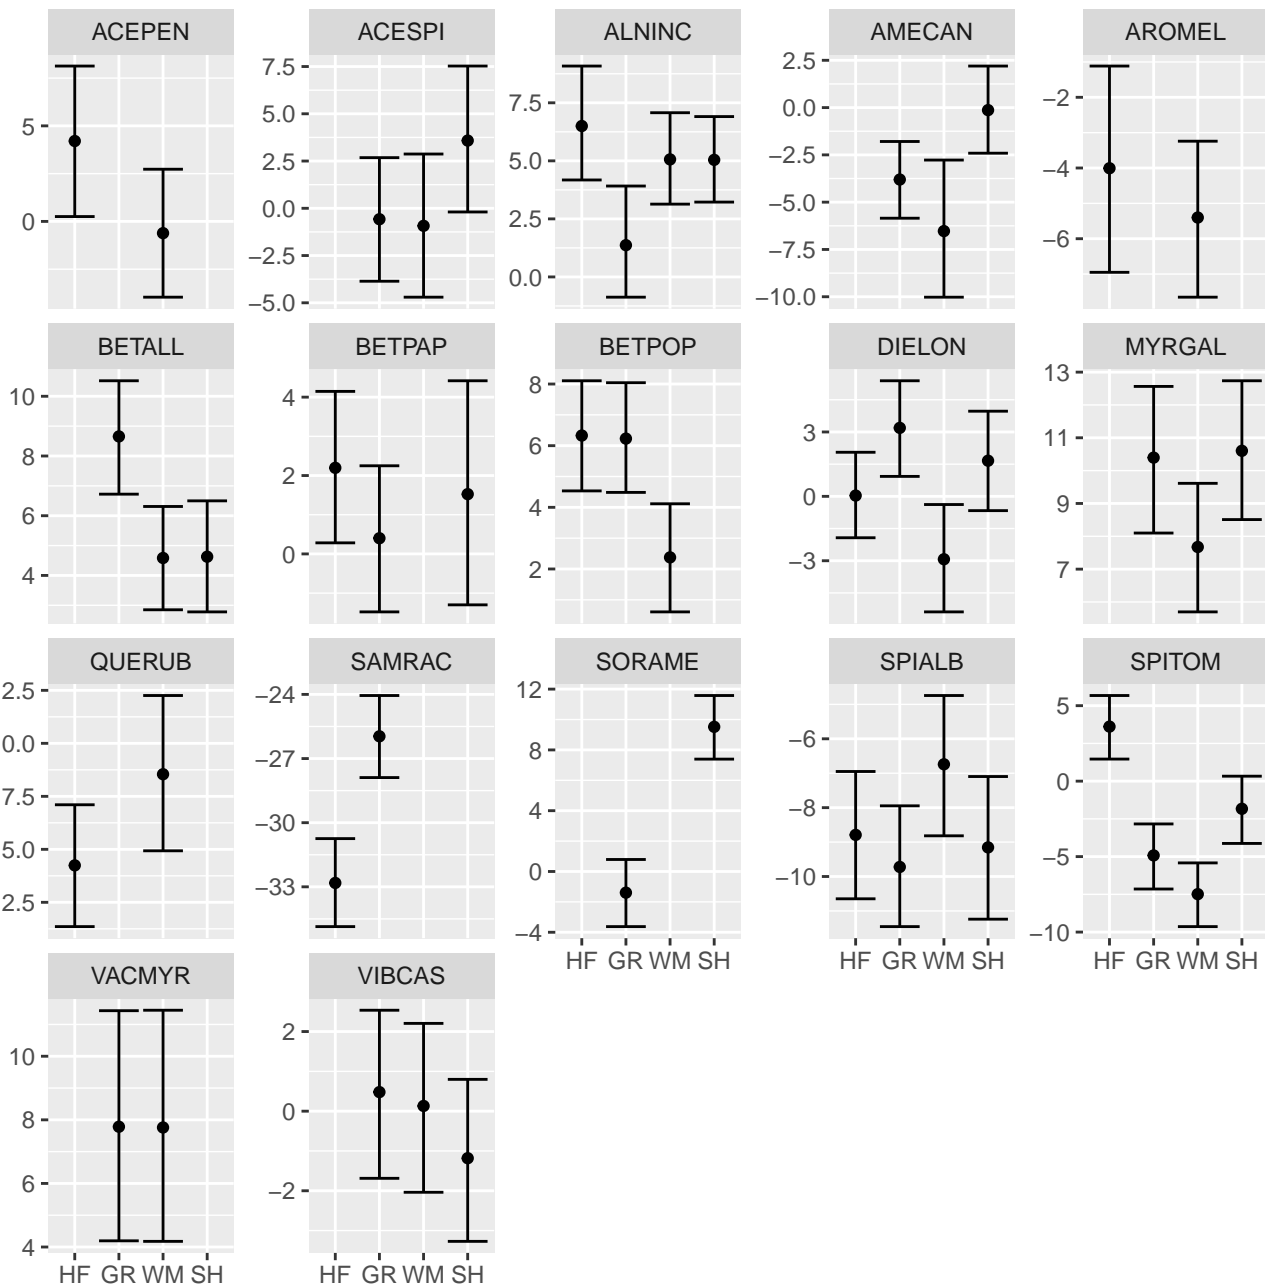 ACEPEN ACESPI ALNINC AMECAN AROMEL
5 0
7.5 5.0 2.5 0.0 −2.5 −5.0
7.5 5.0 2.5 0.0
2.5 0.0 −2.5 −5.0 −7.5 −10.0
−2 −4 −6
BETALL BETPAP BETPOP DIELON MYRGAL
10 8 6 4
4 2 0
8 6 4 2
3 0 −3
13 11 9 7
QUERUB SAMRAC SORAME SPIALB SPITOM
2.5 0.0 7.5 5.0 2.5
−24 −27 −30 −33
12 8 4 0 −4
−6 −8 −10
5 0 −5 −10
HF GR WM SH HF GR WM SH HF GR WM SH
VACMYR VIBCAS
10 8 6 4
2 0 −2
HF GR WM SH HF GR WM SH